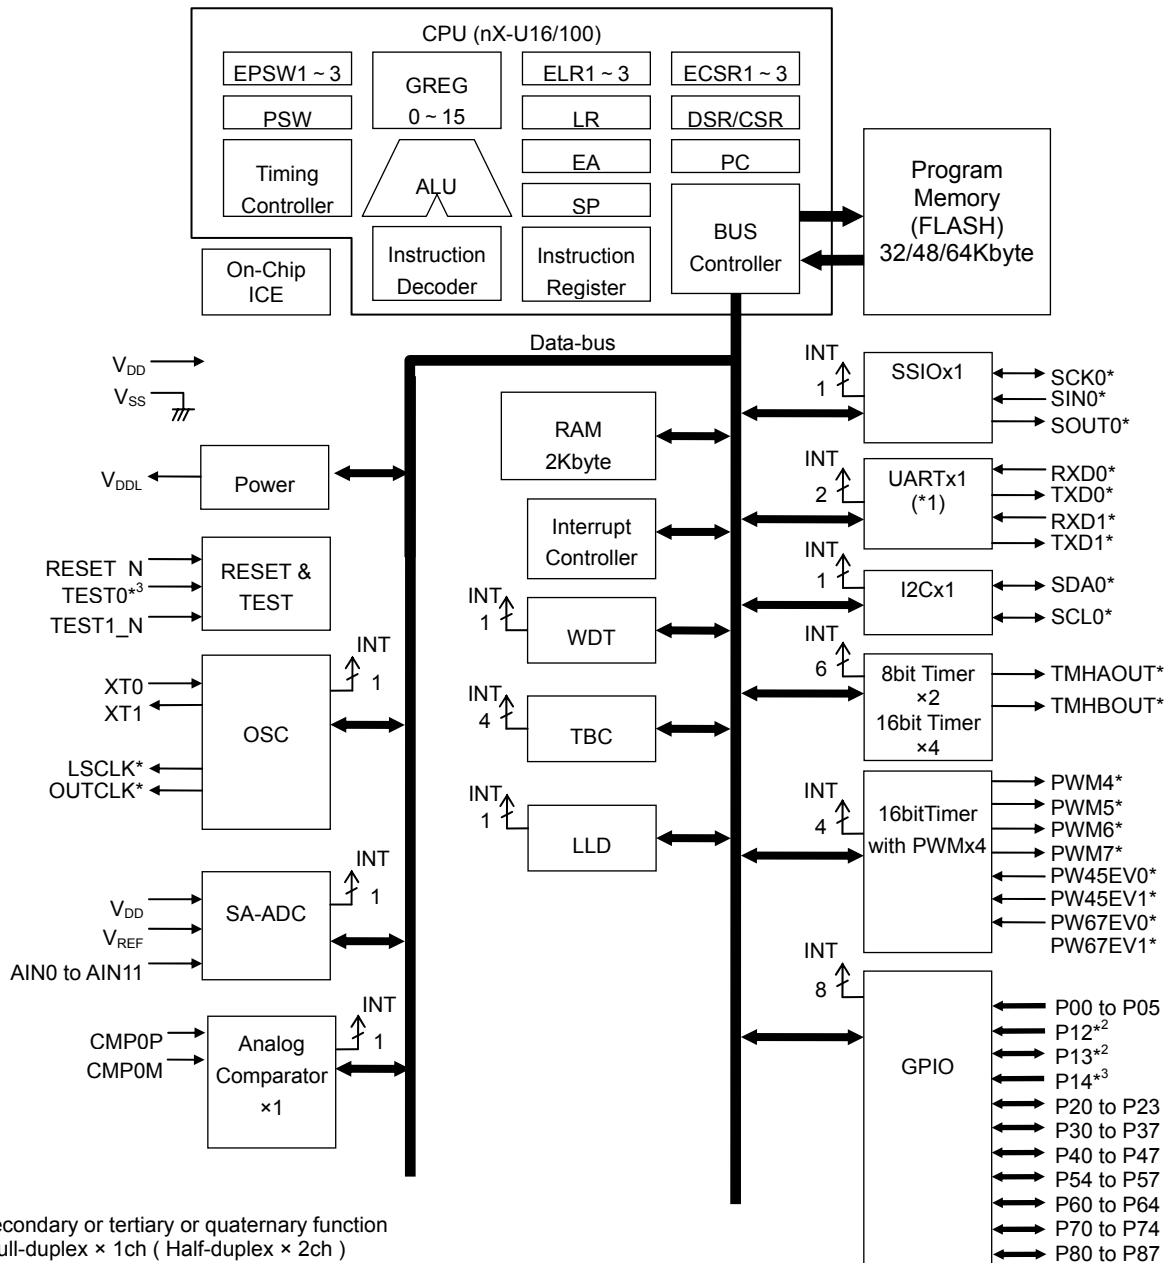 CPU (nX-U16/100)
EPSW1 ~ 3
GREG
0 ~ 15
ELR1 ~ 3
ECSR1 ~ 3
PSW
LR
DSR/CSR
Timing
Controller
ALU
EA
PC
SP
BUS
Controller
Program
Memory
(FLASH)
32/48/64Kbyte
On-Chip
ICE
Instruction
Decoder
Instruction
Register
Data-bus
VDD
VSS
VDDL
Power
RESET_N
TEST0*3
TEST1_N
RESET &
TEST
XT0
XT1
LSCLK*
OUTCLK*
OSC
INT
1
VDD
VREF
AIN0 to AIN11
SA-ADC
INT
1
CMP0P
CMP0M
Analog
Comparator
×1
INT
1
RAM
2Kbyte
Interrupt
Controller
INT
1
WDT
INT
4
TBC
INT
1
LLD
INT
1
SSIOx1
SCK0*
SIN0*
SOUT0*
INT
2
UARTx1
(*1)
RXD0*
TXD0*
RXD1*
TXD1*
INT
1
I2Cx1
SDA0*
SCL0*
INT
6
8bit Timer
×2
16bit Timer
×4
TMHAOUT*
TMHBOUT*
INT
4
16bitTimer
with PWMx4
PWM4*
PWM5*
PWM6*
PWM7*
PW45EV0*
PW45EV1*
PW67EV0*
PW67EV1*
INT
8
GPIO
P00 to P05
P12*2
P13*2
P14*3
P20 to P23
P30 to P37
P40 to P47
P54 to P57
P60 to P64
P70 to P74
P80 to P87
econdary or tertiary or quaternary function
ull-duplex × 1ch ( Half-duplex × 2ch )